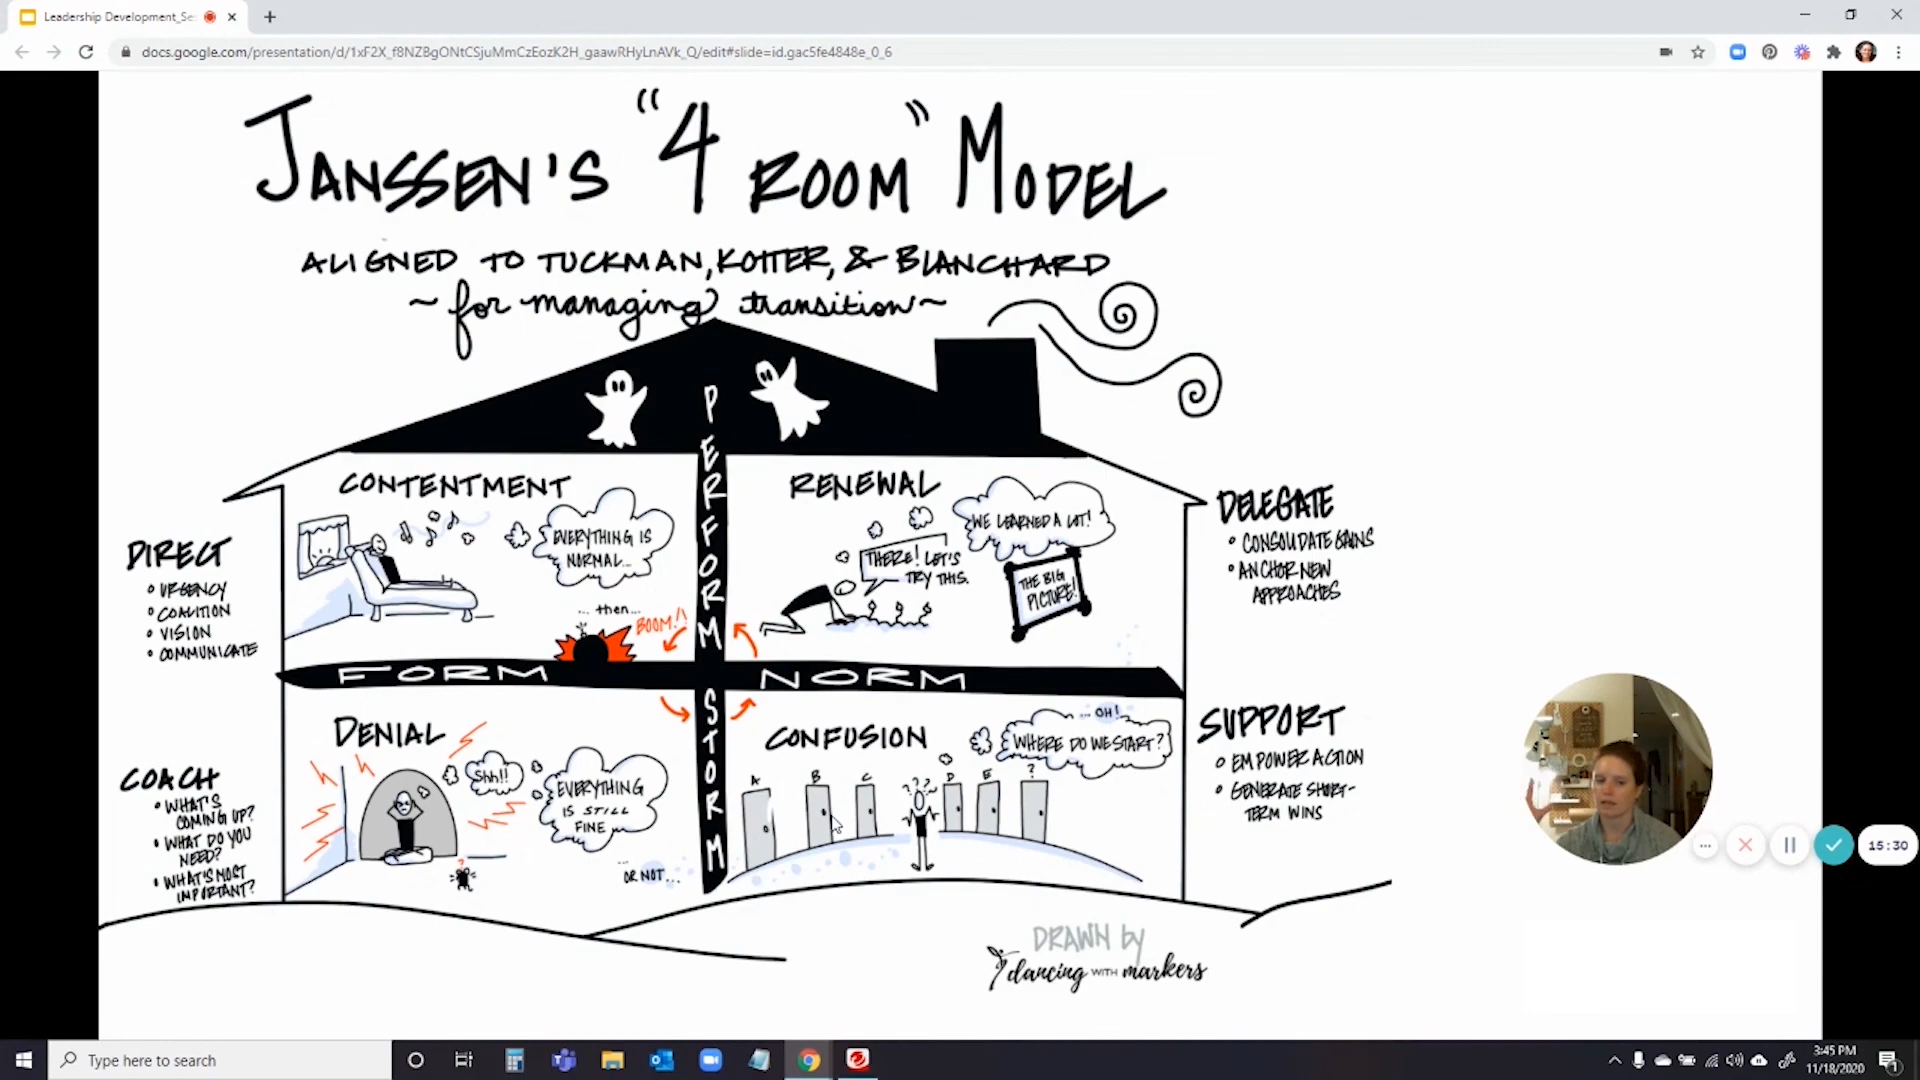 Leadership Development_Se
docs.google.com/presentation/d/1xF2X_f8NZBgONtCSjuMmCzEozK2H_gaawRHyLnAVk_Q/edit#slide=id.gac5fe4848e_0_6
JANSSEN'S "4 ROOM" MODEL
ALIGNED TO TUCKMAN, KOTTER, & BLANCHARD
~for managing transition~
PERFORM
CONTENTMENT
EVERYTHING IS
NORMAL...
... then...
BOOM!!
RENEWAL
WE LEARNED A LOT!
THERE! LET'S
TRY THIS.
THE BIG
PICTURE!
DIRECT
• URGENCY
• COALITION
• VISION
• COMMUNICATE
DELEGATE
• CONSOLIDATE GAINS
• ANCHOR NEW
APPROACHES
FORM
NORM
STORM
DENIAL
Shh!!
EVERYTHING
IS STILL
FINE
...
OR NOT...
CONFUSION
... OH!
WHERE DO WE START?
A
B
C
? ? ?
D
E
?
COACH
• WHAT'S
COMING UP?
• WHAT DO YOU
NEED?
• WHAT'S MOST
IMPORTANT?
SUPPORT
• EMPOWER ACTION
• GENERATE SHORT-
TERM WINS
15:30
DRAWN by
dancing WITH markers
Type here to search
3:45 PM
11/18/2020
1